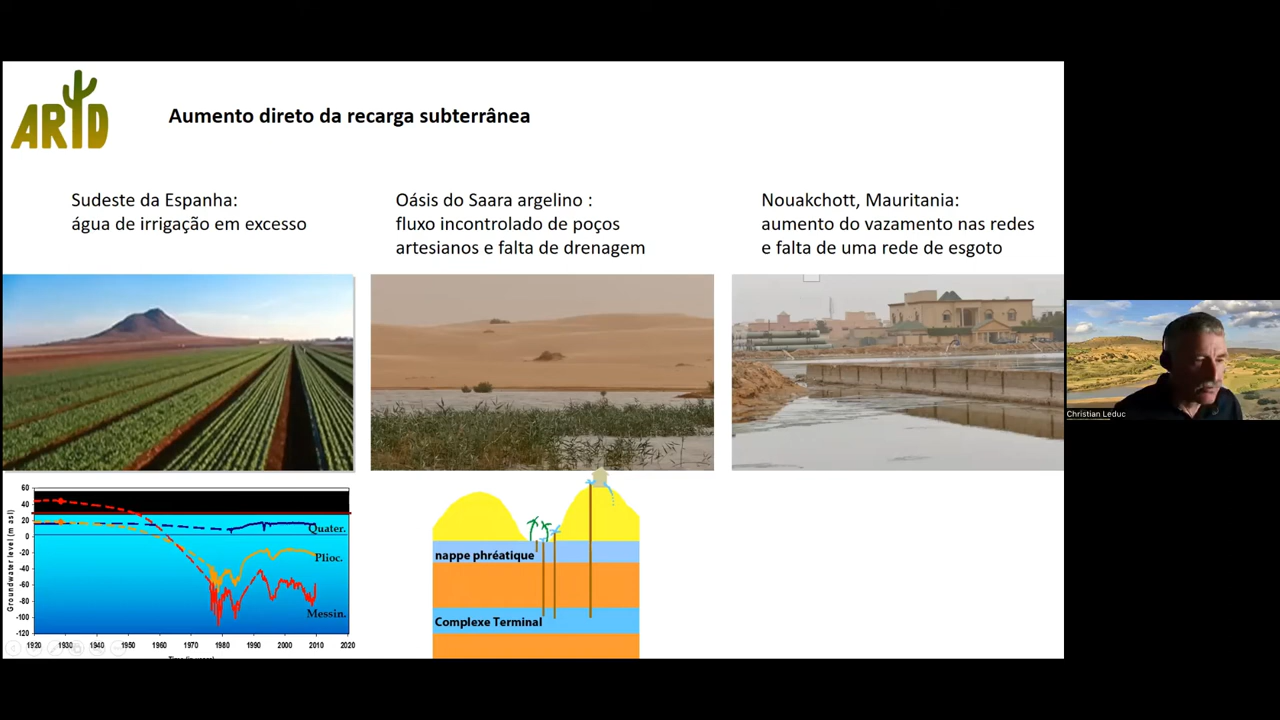 ARID
Aumento direto da recarga subterrânea
Sudeste da Espanha:
água de irrigação em excesso
Oásis do Saara argelino :
fluxo incontrolado de poços
artesianos e falta de drenagem
Nouakchott, Mauritania:
aumento do vazamento nas redes
e falta de uma rede de esgoto
Christian Leduc
Groundwater level (m asl)
60
40
20
0
-20
-40
-60
-80
-100
-120
Quater.
Plioc.
Messin.
1920 1930 1940 1950 1960 1970 1980 1990 2000 2010 2020
nappe phréatique
Complexe Terminal